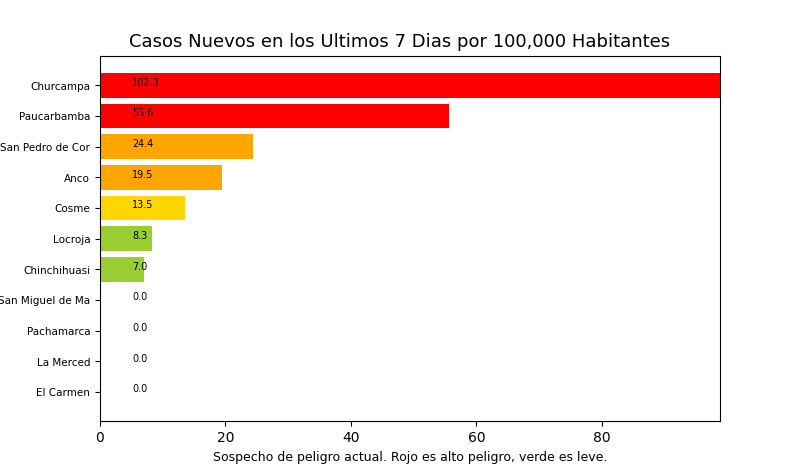 Casos Nuevos en los Ultimos 7 Dias por 100,000 Habitantes
Churcampa 102.3
Paucarbamba 55.6
San Pedro de Cor 24.4
Anco 19.5
Cosme 13.5
Locroja 8.3
Chinchihuasi 7.0
San Miguel de Ma 0.0
Pachamarca 0.0
La Merced 0.0
El Carmen 0.0
0 20 40 60 80
Sospecho de peligro actual. Rojo es alto peligro, verde es leve.